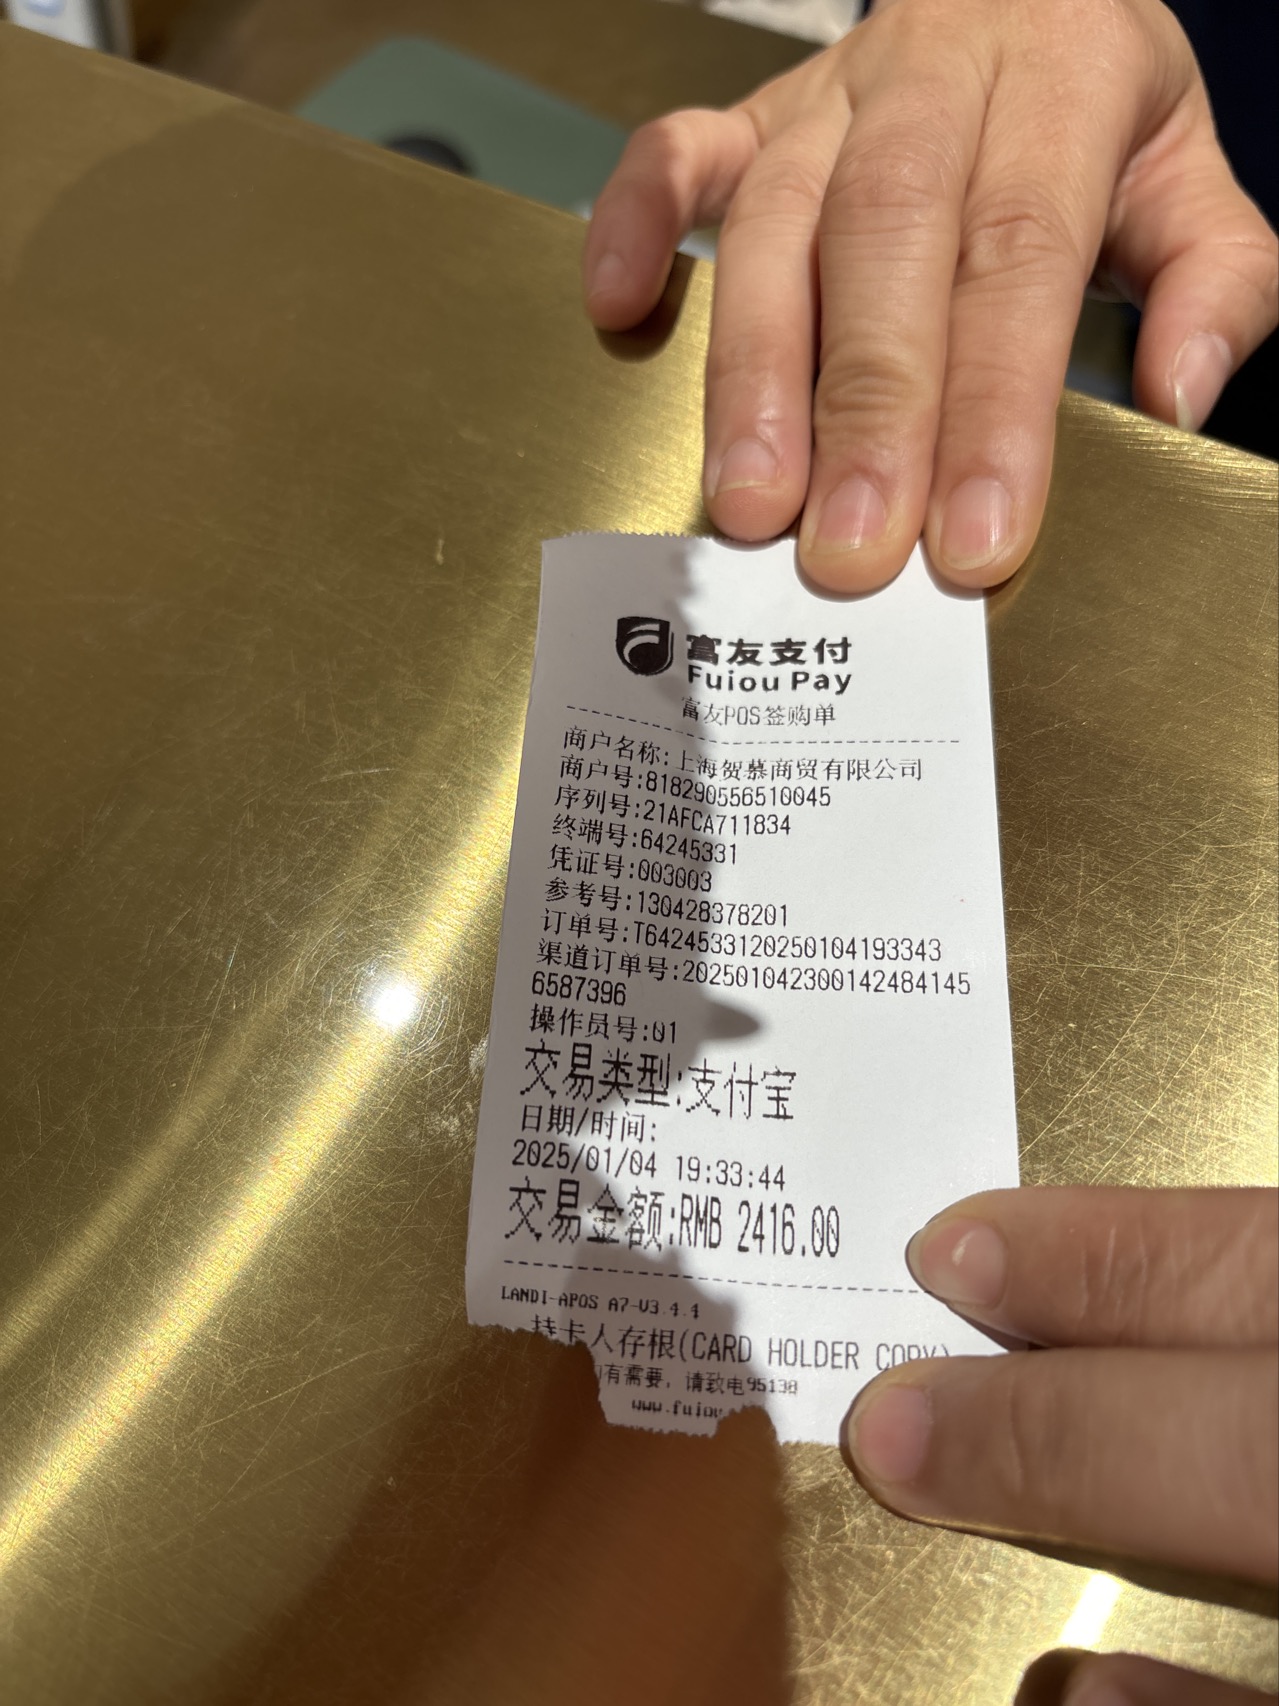 富友支付
Fuiou Pay
富友POS签购单
商户名称:上海贺慕商贸有限公司
商户号:818290556510045
序列号:21AFCA711834
终端号:64245331
凭证号:003003
参考号:130428378201
订单号:T6424533120250104193343
渠道订单号:202501042300142484145
6587396
操作员号:01
交易类型:支付宝
日期/时间:
2025/01/04 19:33:44
交易金额:RMB 2416.00
LANDI-APOS A7-V3.4.4
持卡人存根(CARD HOLDER COPY)
有需要，请致电95138
www.fuiou